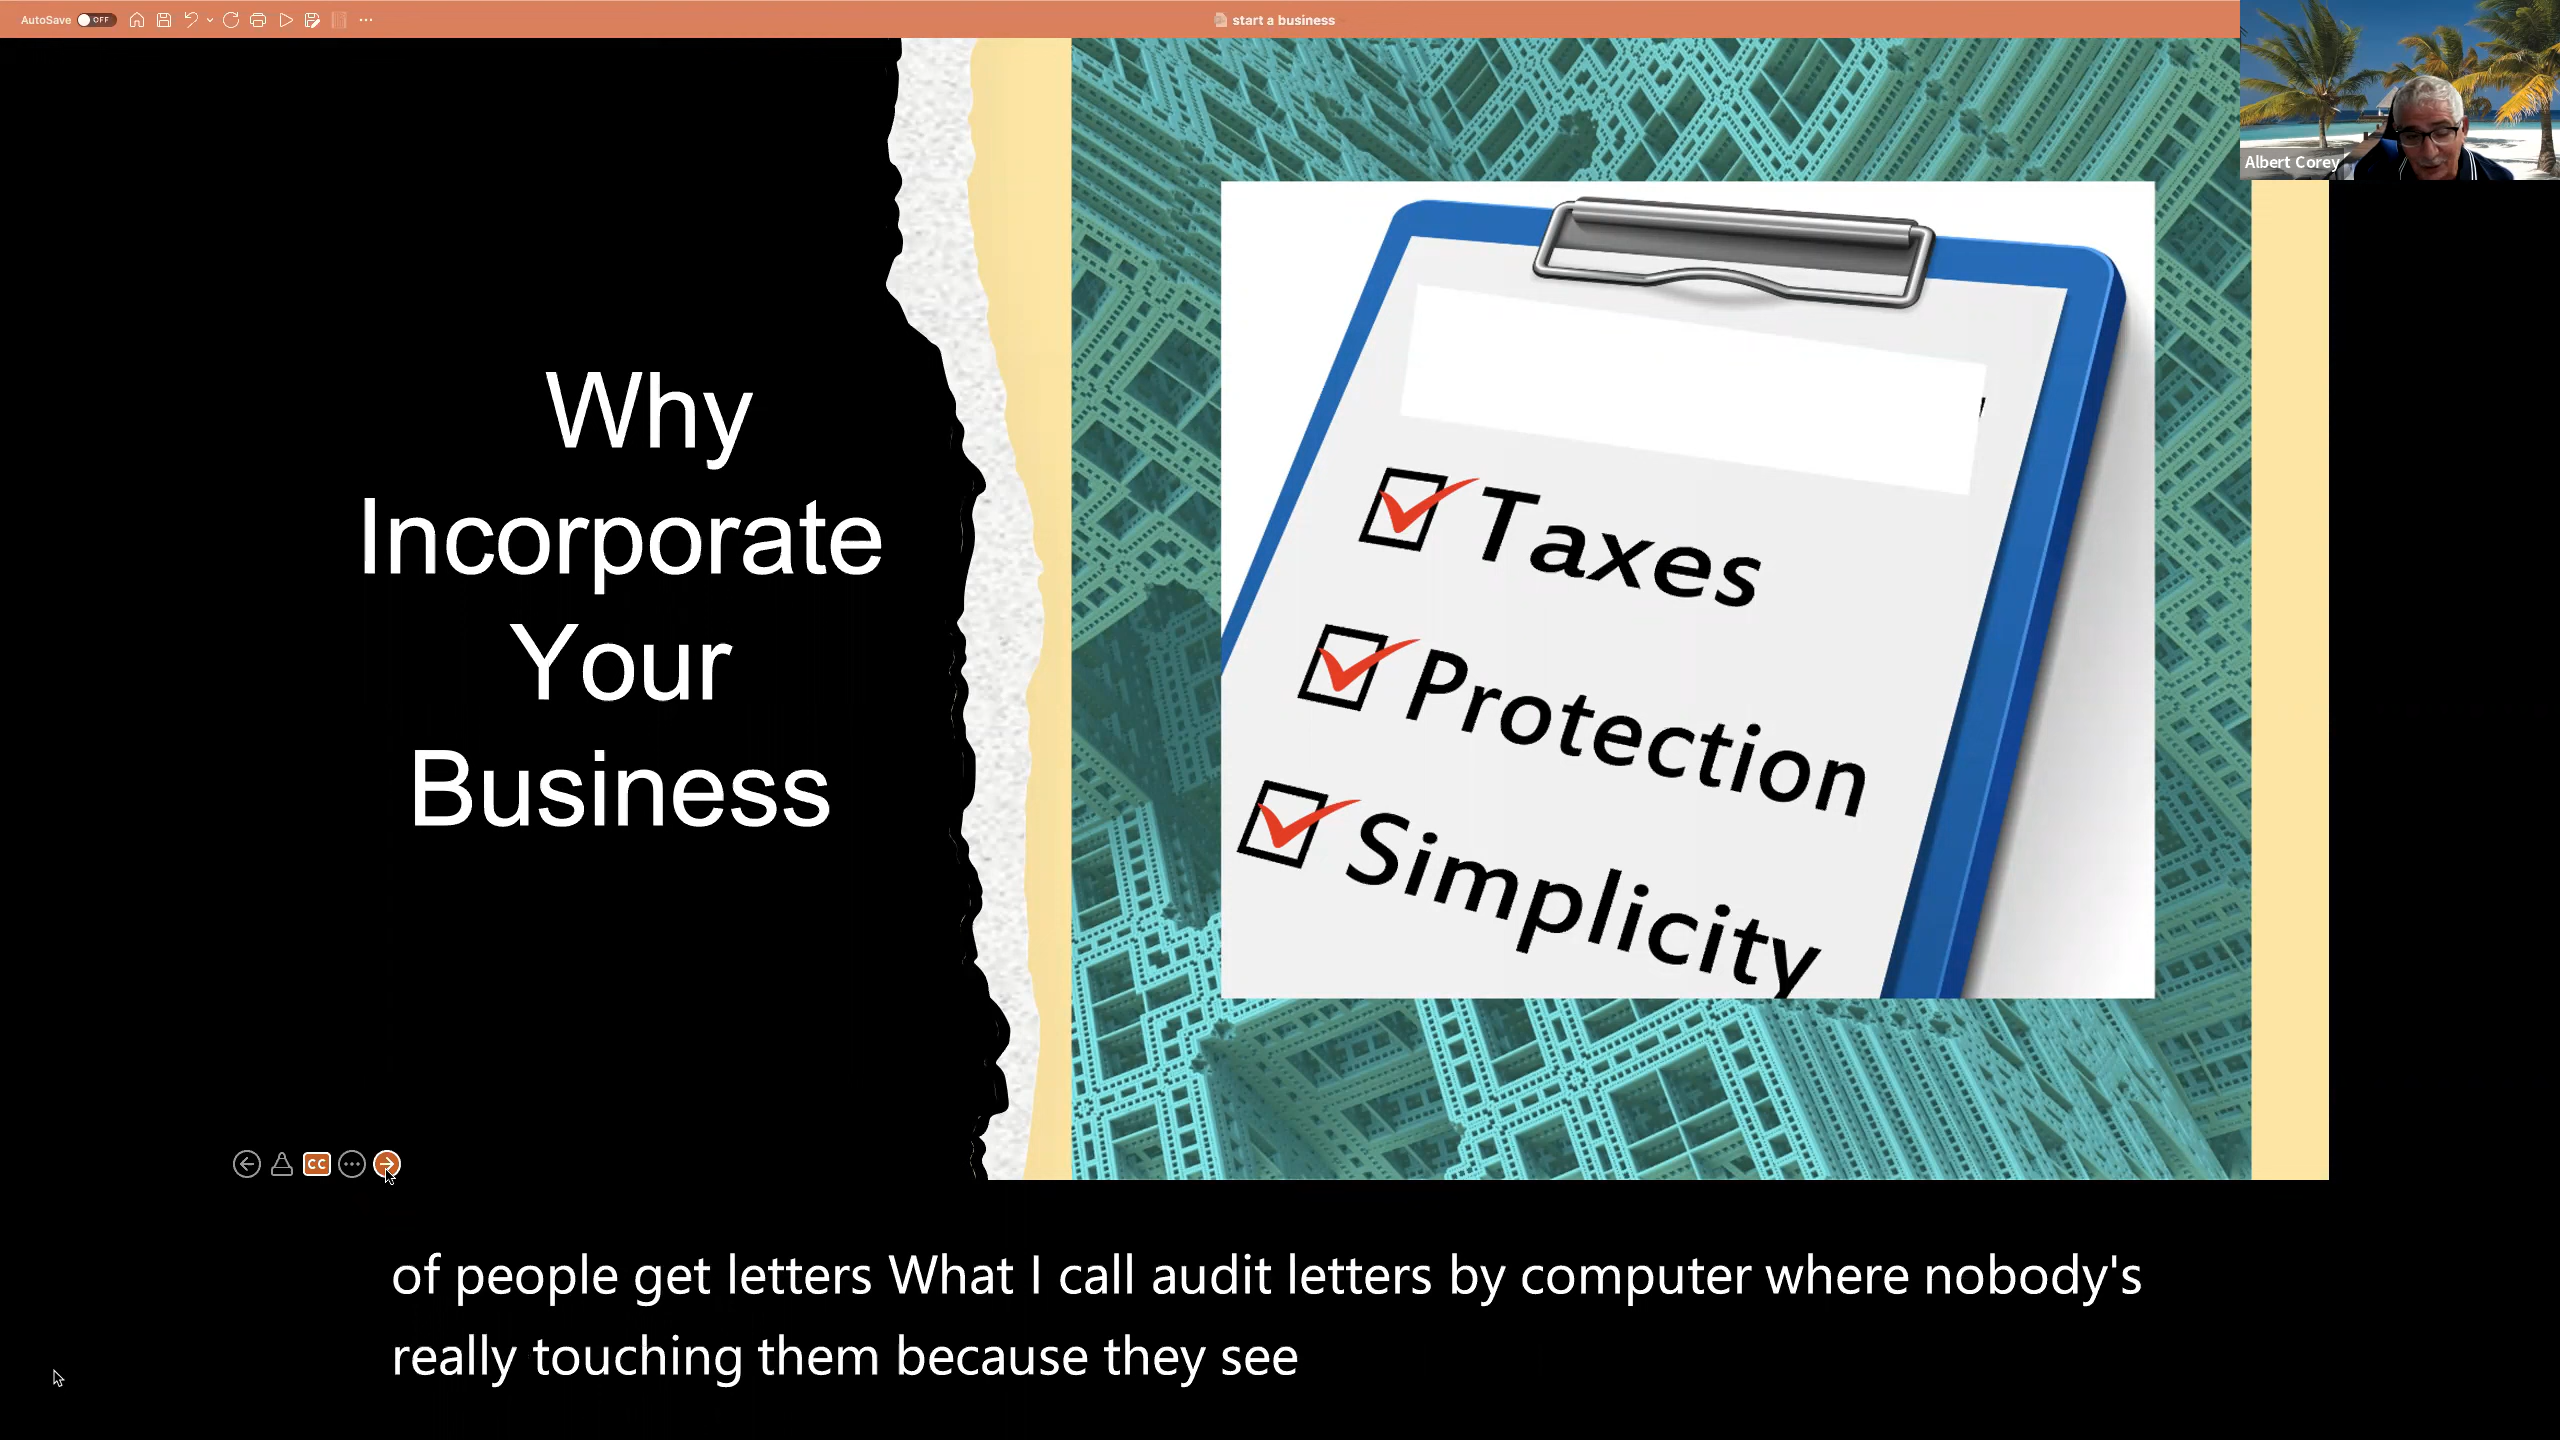 AutoSave OFF
start a business
Albert Corey
Why
Incorporate
Your
Business
Taxes
Protection
Simplicity
CC
of people get letters What I call audit letters by computer where nobody's
really touching them because they see